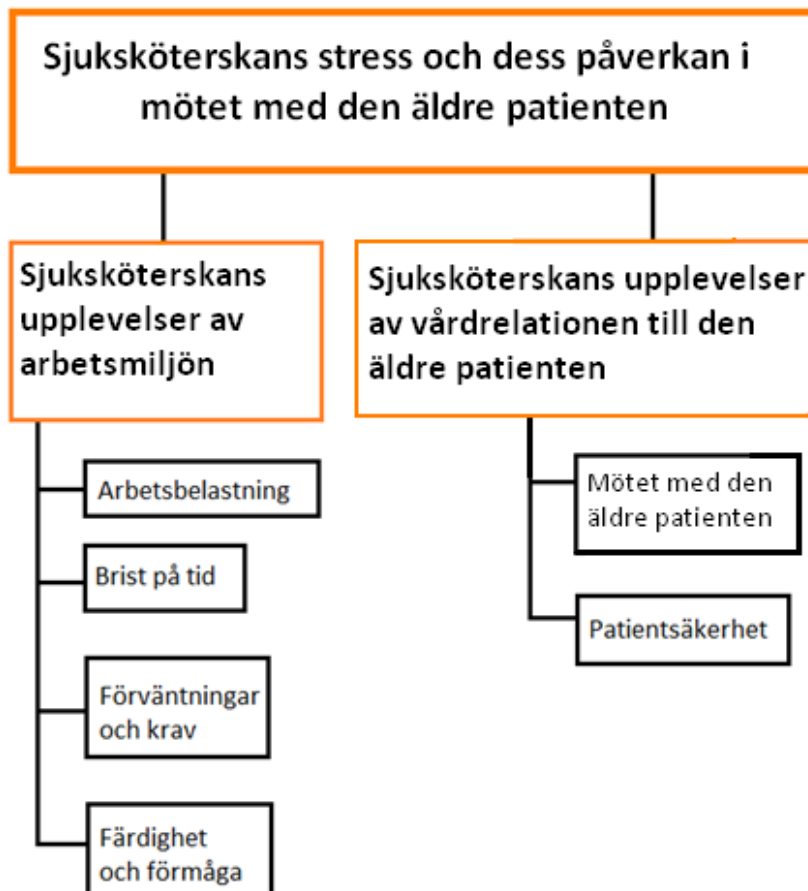 Sjuksköterskans stress och dess påverkan i
mötet med den äldre patienten
Sjuksköterskans
upplevelser av
arbetsmiljön
Arbetsbelastning
Brist på tid
Förväntningar
och krav
Färdighet
och förmåga
Sjuksköterskans upplevelser
av vårdrelationen till den
äldre patienten
Mötet med den
äldre patienten
Patientsäkerhet